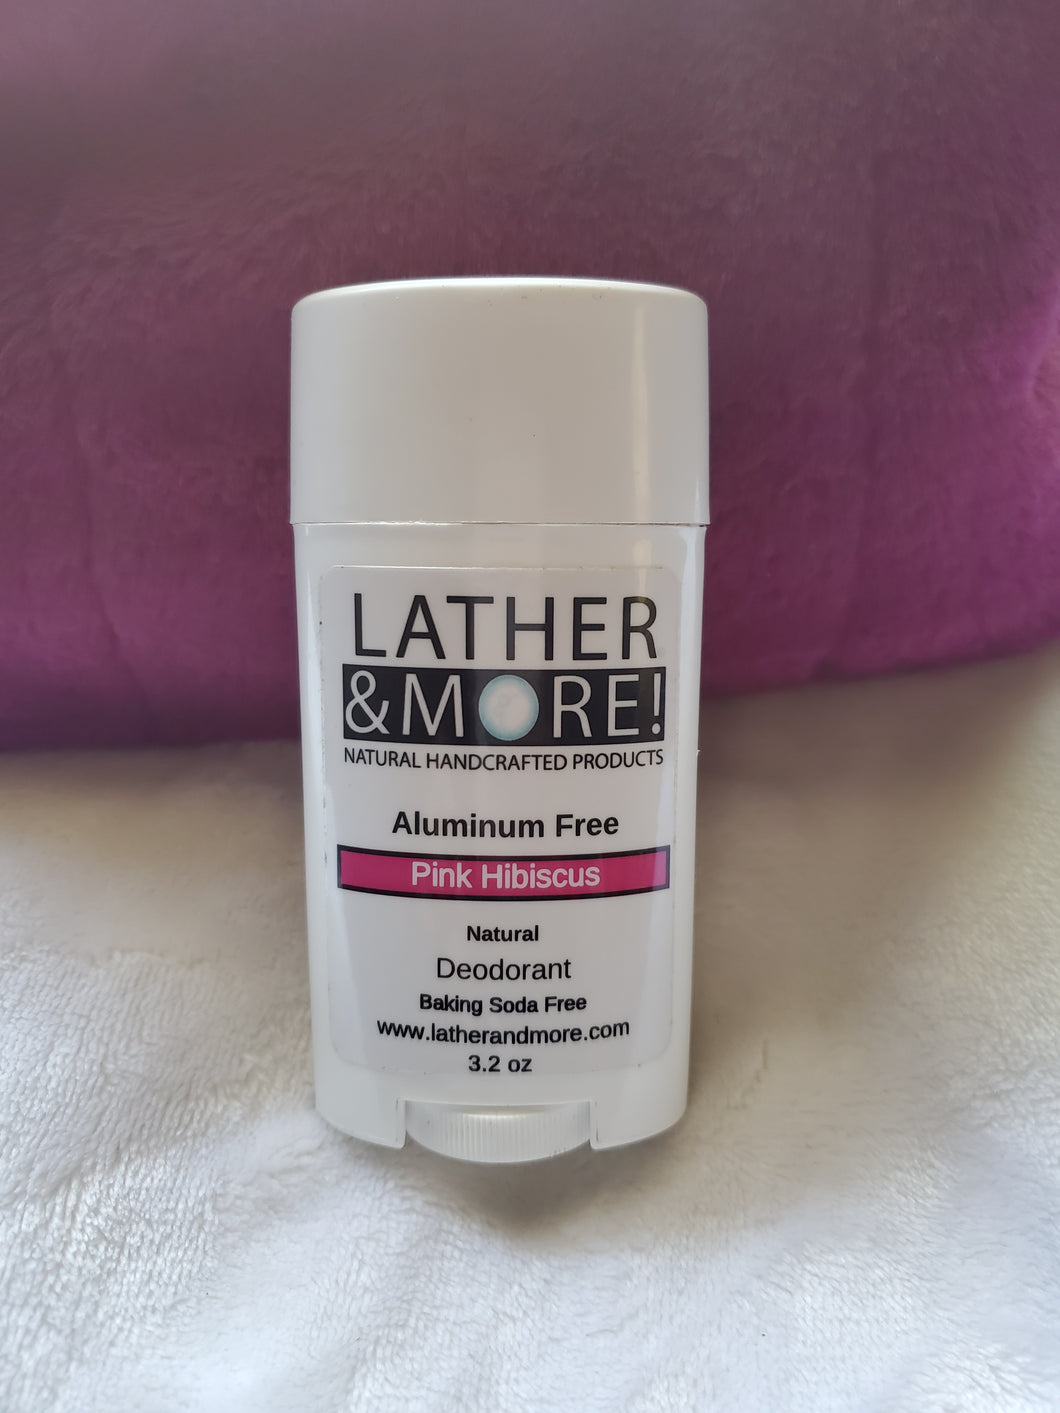 LATHER
&MORE!
NATURAL HANDCRAFTED PRODUCTS
Aluminum Free
Pink Hibiscus
Natural
Deodorant
Baking Soda Free
www.latherandmore.com
3.2 oz